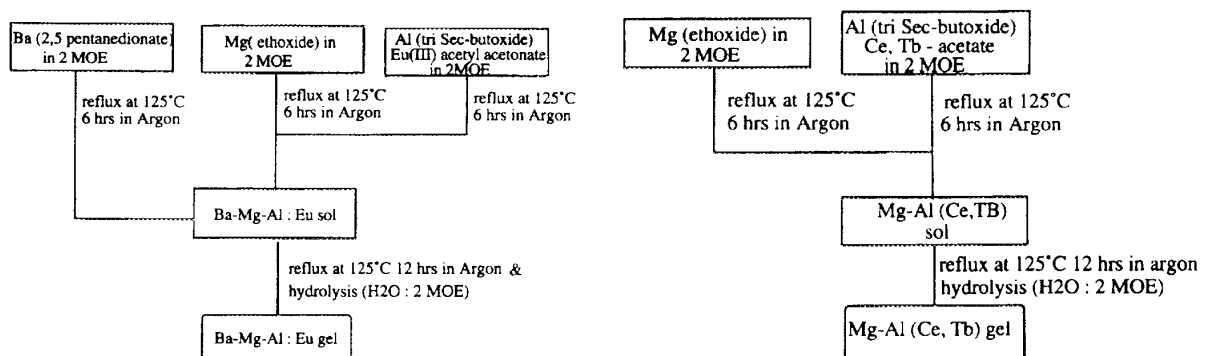 Ba (2,5 pentanedionate)
in 2 MOE
Mg( ethoxide) in
2 MOE
Al (tri Sec-butoxide)
Eu(III) acetyl acetonate
in 2MOE
reflux at 125°C
6 hrs in Argon
reflux at 125°C
6 hrs in Argon
reflux at 125°C
6 hrs in Argon
Ba-Mg-Al : Eu sol
reflux at 125°C 12 hrs in Argon &
hydrolysis (H2O : 2 MOE)
Ba-Mg-Al : Eu gel
Mg (ethoxide) in
2 MOE
Al (tri Sec-butoxide)
Ce, Tb - acetate
in 2 MOE
reflux at 125°C
6 hrs in Argon
reflux at 125°C
6 hrs in Argon
Mg-Al (Ce,TB)
sol
reflux at 125°C 12 hrs in argon
hydrolysis (H2O : 2 MOE)
Mg-Al (Ce, Tb) gel